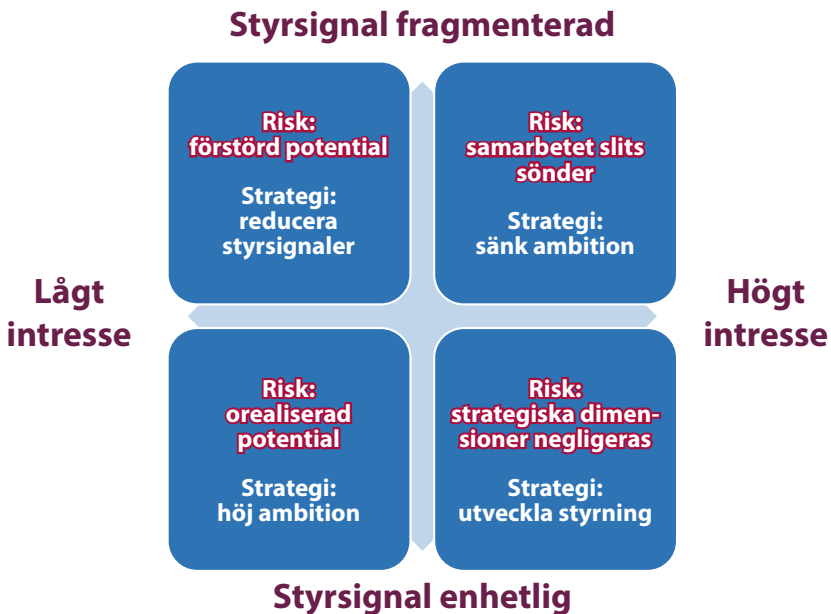 Styrsignal fragmenterad
Risk:
förstörd potential
Strategi:
reducera
styrsignaler
Risk:
samarbetet slits
sönder
Strategi:
sänk ambition
Lågt
intresse
Högt
intresse
Risk:
orealiserad
potential
Strategi:
höj ambition
Risk:
strategiska dimen-
sioner negligeras
Strategi:
utveckla styrning
Styrsignal enhetlig